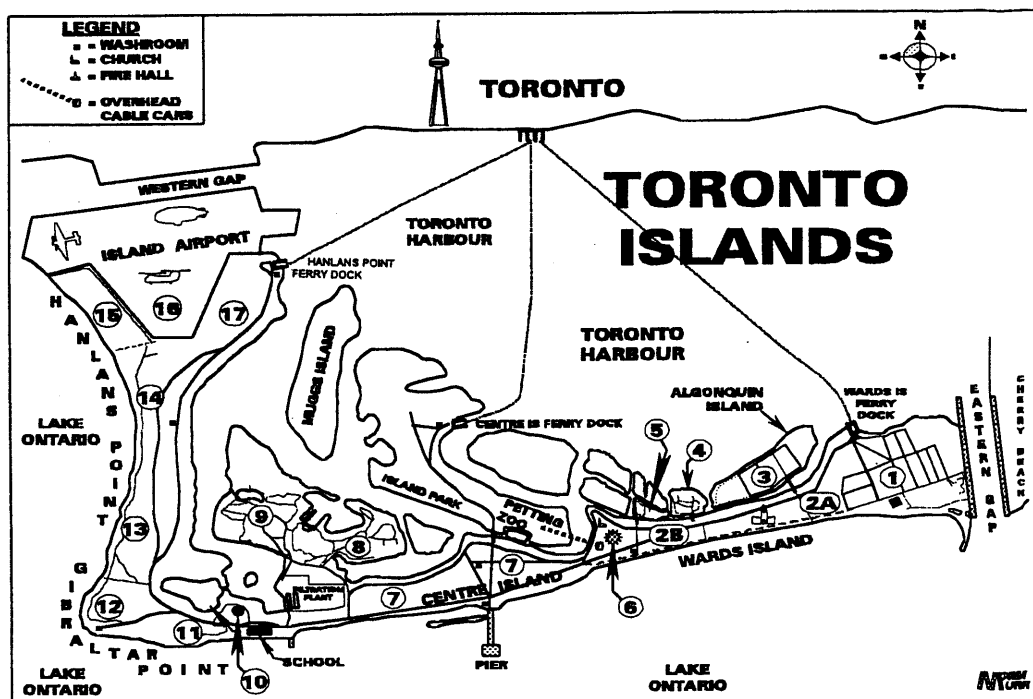 LEGEND
= WASHROOM
= CHURCH
= FIRE HALL
= OVERHEAD
CABLE CARS
N
TORONTO
TORONTO
ISLANDS
WESTERN GAP
ISLAND AIRPORT
TORONTO
HARBOUR
HANLANS POINT
FERRY DOCK
15
16
17
HANLANS POINT
MUGGS ISLAND
TORONTO
HARBOUR
ALGONQUIN
ISLAND
WARDS IS
FERRY
DOCK
EASTERN GAP
CHERRY BEACH
14
LAKE
ONTARIO
CENTRE IS FERRY DOCK
5
4
3
1
2A
2B
ISLAND PARK
PETTING
ZOO
9
8
13
WARDS ISLAND
7
CENTRE ISLAND
7
6
FILTRATION
PLANT
12
11
GIBRALTAR
POINT
10
SCHOOL
PIER
LAKE
ONTARIO
LAKE
ONTARIO